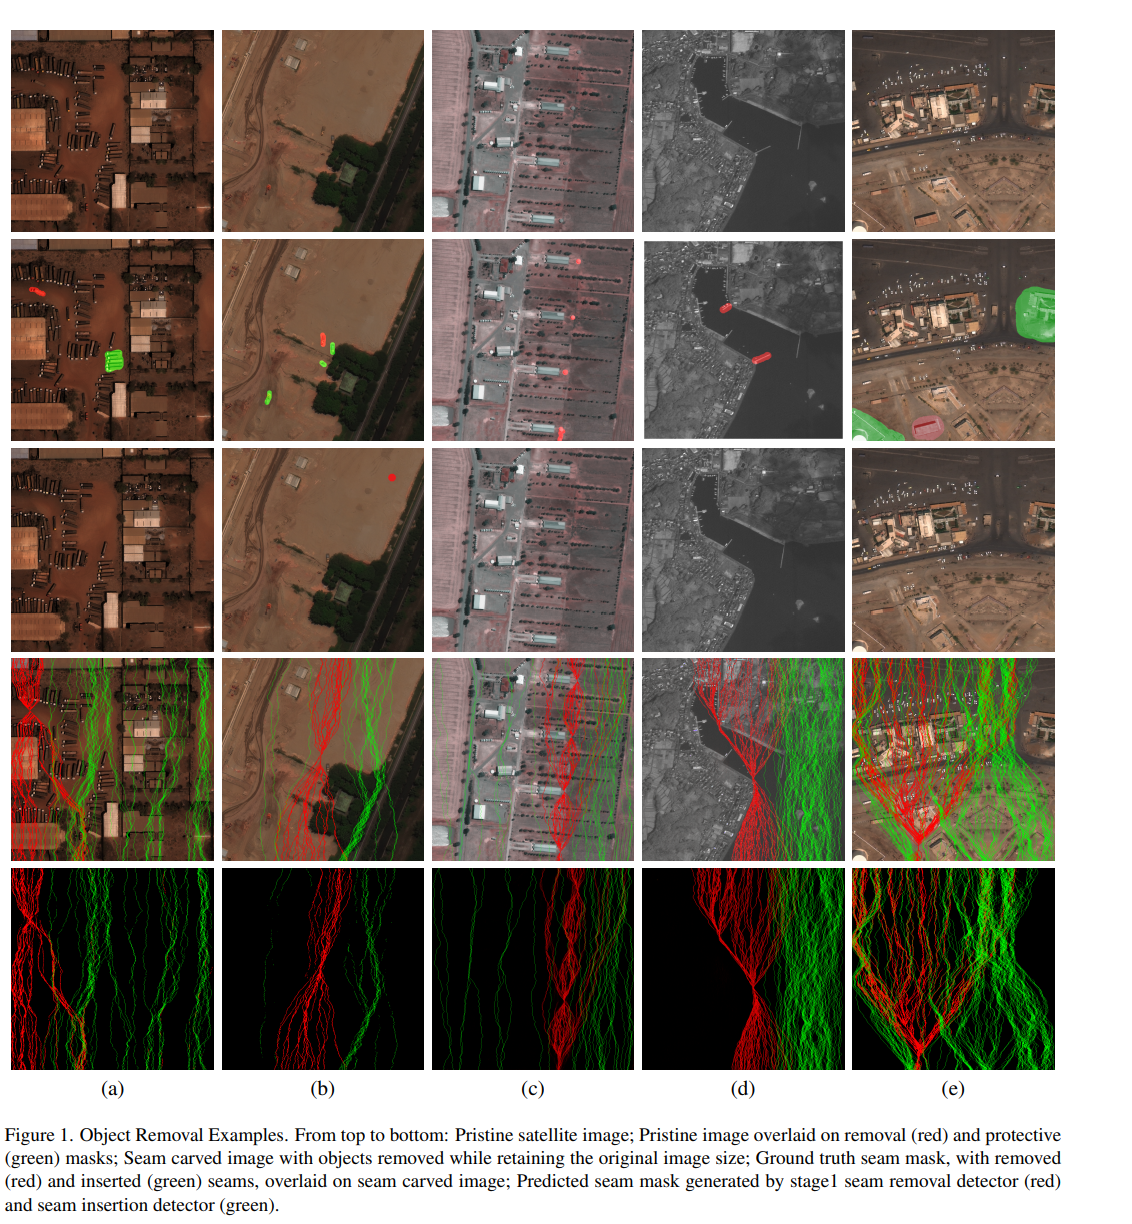 (a) (b) (c) (d) (e)
Figure 1. Object Removal Examples. From top to bottom: Pristine satellite image; Pristine image overlaid on removal (red) and protective
(green) masks; Seam carved image with objects removed while retaining the original image size; Ground truth seam mask, with removed
(red) and inserted (green) seams, overlaid on seam carved image; Predicted seam mask generated by stage1 seam removal detector (red)
and seam insertion detector (green).